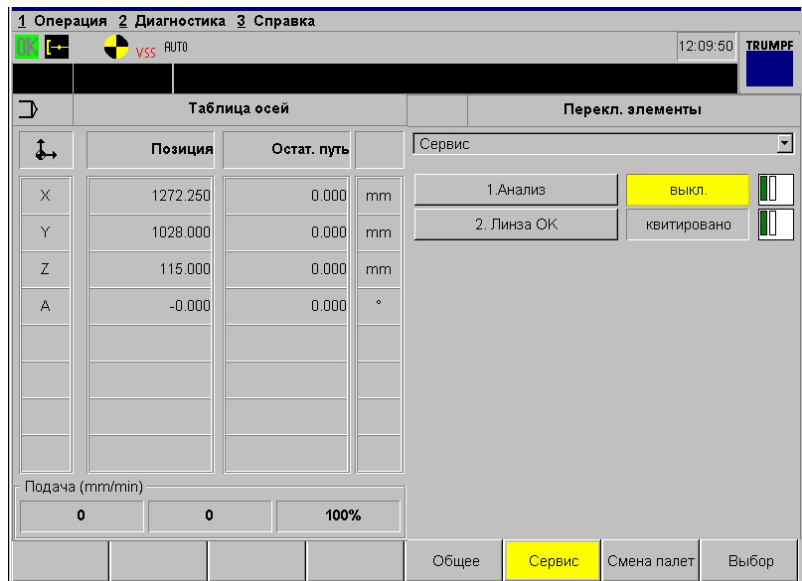 1 Операция 2 Диагностика 3 Справка
OK VSS AUTO 12:09:50 TRUMPF
Таблица осей Перекл. элементы
Позиция Остат. путь Сервис
X 1272.250 0.000 mm 1.Анализ выкл.
Y 1028.000 0.000 mm 2. Линза OK квитировано
Z 115.000 0.000 mm
A -0.000 0.000 °
Подача (mm/min)
0 0 100%
Общее Сервис Смена палет Выбор